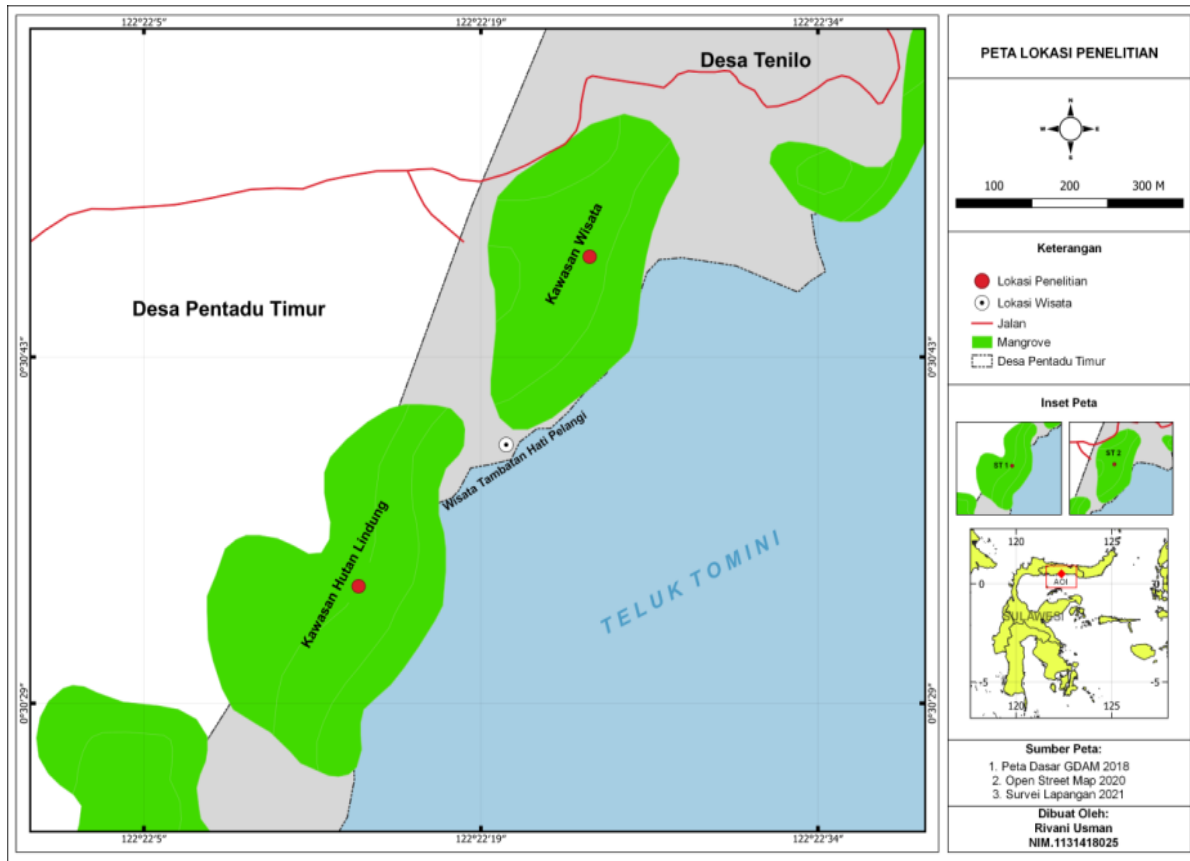 122°22'5"
122°22'19"
122°22'34"
Desa Tenilo
Kawasan Wisata
Desa Pentadu Timur
0°30'43"
0°30'43"
Wisata Tambatan Hati Pelangi
Kawasan Hutan Lindung
TELUK TOMINI
0°30'29"
0°30'29"
122°22'5"
122°22'19"
122°22'34"
PETA LOKASI PENELITIAN
N
W E
S
100 200 300 M
Keterangan
Lokasi Penelitian
Lokasi Wisata
Jalan
Mangrove
Desa Pentadu Timur
Inset Peta
ST 1
ST 2
120 125
0 AOI 0
SULAWESI
-5 -5
120 125
Sumber Peta:
1. Peta Dasar GDAM 2018
2. Open Street Map 2020
3. Survei Lapangan 2021
Dibuat Oleh:
Rivani Usman
NIM.1131418025